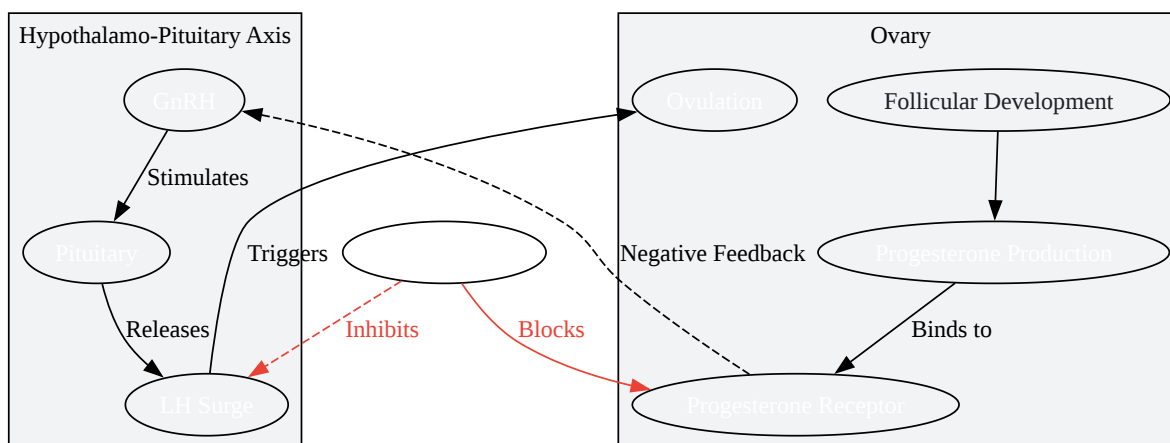 Hypothalamo-Pituitary Axis
Ovary
GnRH
Ovulation
Follicular Development
Stimulates
Pituitary
Triggers
Negative Feedback
Progesterone Production
Releases
Inhibits
Blocks
Binds to
LH Surge
Progesterone Receptor